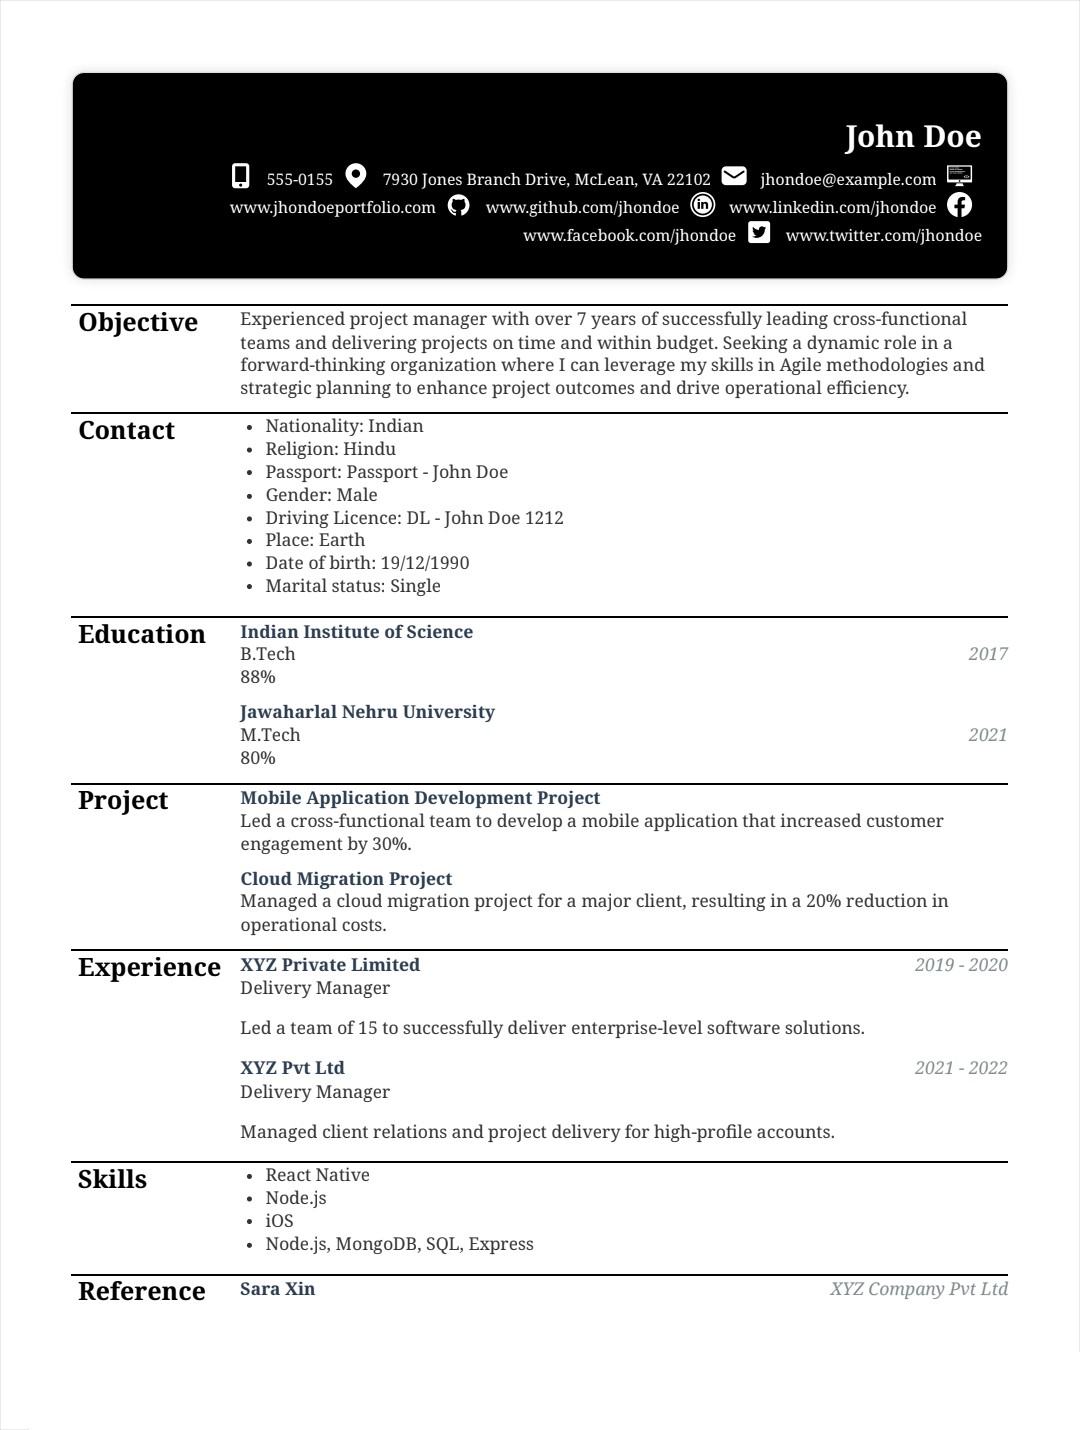 John Doe
555-0155 7930 Jones Branch Drive, McLean, VA 22102 jhondoe@example.com
www.jhondoeportfolio.com www.github.com/jhondoe www.linkedin.com/jhondoe
www.facebook.com/jhondoe www.twitter.com/jhondoe
Objective
Experienced project manager with over 7 years of successfully leading cross-functional
teams and delivering projects on time and within budget. Seeking a dynamic role in a
forward-thinking organization where I can leverage my skills in Agile methodologies and
strategic planning to enhance project outcomes and drive operational efficiency.
Contact
• Nationality: Indian
• Religion: Hindu
• Passport: Passport - John Doe
• Gender: Male
• Driving Licence: DL - John Doe 1212
• Place: Earth
• Date of birth: 19/12/1990
• Marital status: Single
Education
Indian Institute of Science
B.Tech 2017
88%
Jawaharlal Nehru University
M.Tech 2021
80%
Project
Mobile Application Development Project
Led a cross-functional team to develop a mobile application that increased customer
engagement by 30%.
Cloud Migration Project
Managed a cloud migration project for a major client, resulting in a 20% reduction in
operational costs.
Experience
XYZ Private Limited 2019 - 2020
Delivery Manager
Led a team of 15 to successfully deliver enterprise-level software solutions.
XYZ Pvt Ltd 2021 - 2022
Delivery Manager
Managed client relations and project delivery for high-profile accounts.
Skills
• React Native
• Node.js
• iOS
• Node.js, MongoDB, SQL, Express
Reference
Sara Xin XYZ Company Pvt Ltd